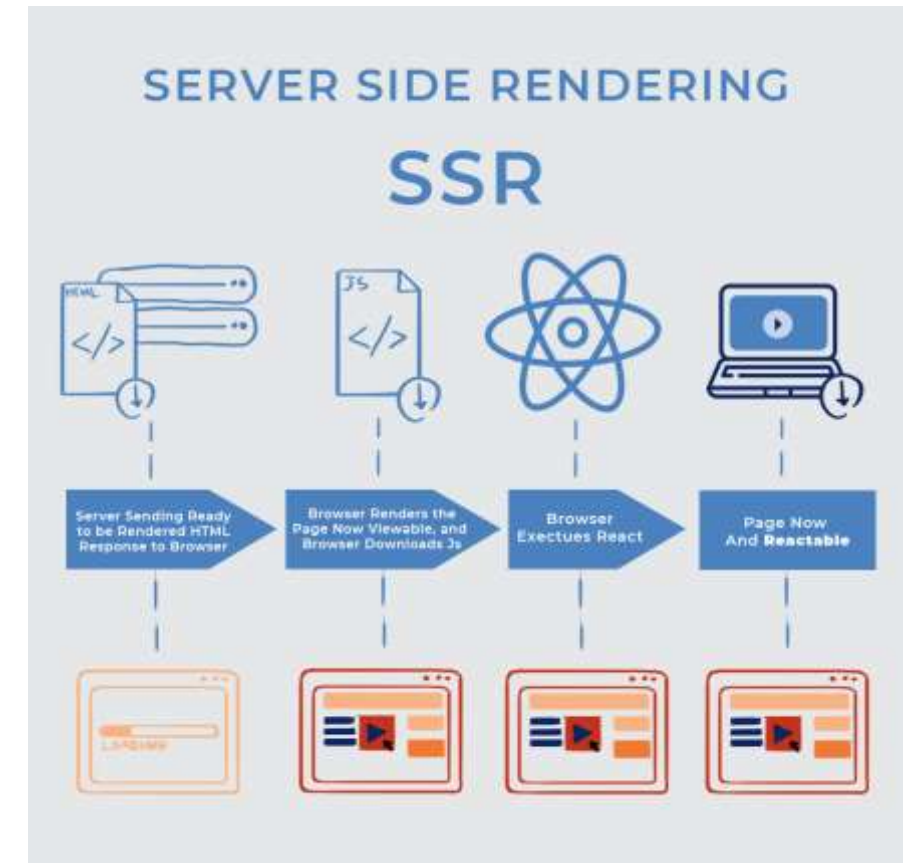 SERVER SIDE RENDERING
SSR
HTML
</>
JS
</>
Server Sending Ready
to be Rendered HTML
Response to Browser
Browser Renders the
Page Now Viewable, and
Browser Downloads Js
Browser
Exectues React
Page Now
And Reactable
LOADING